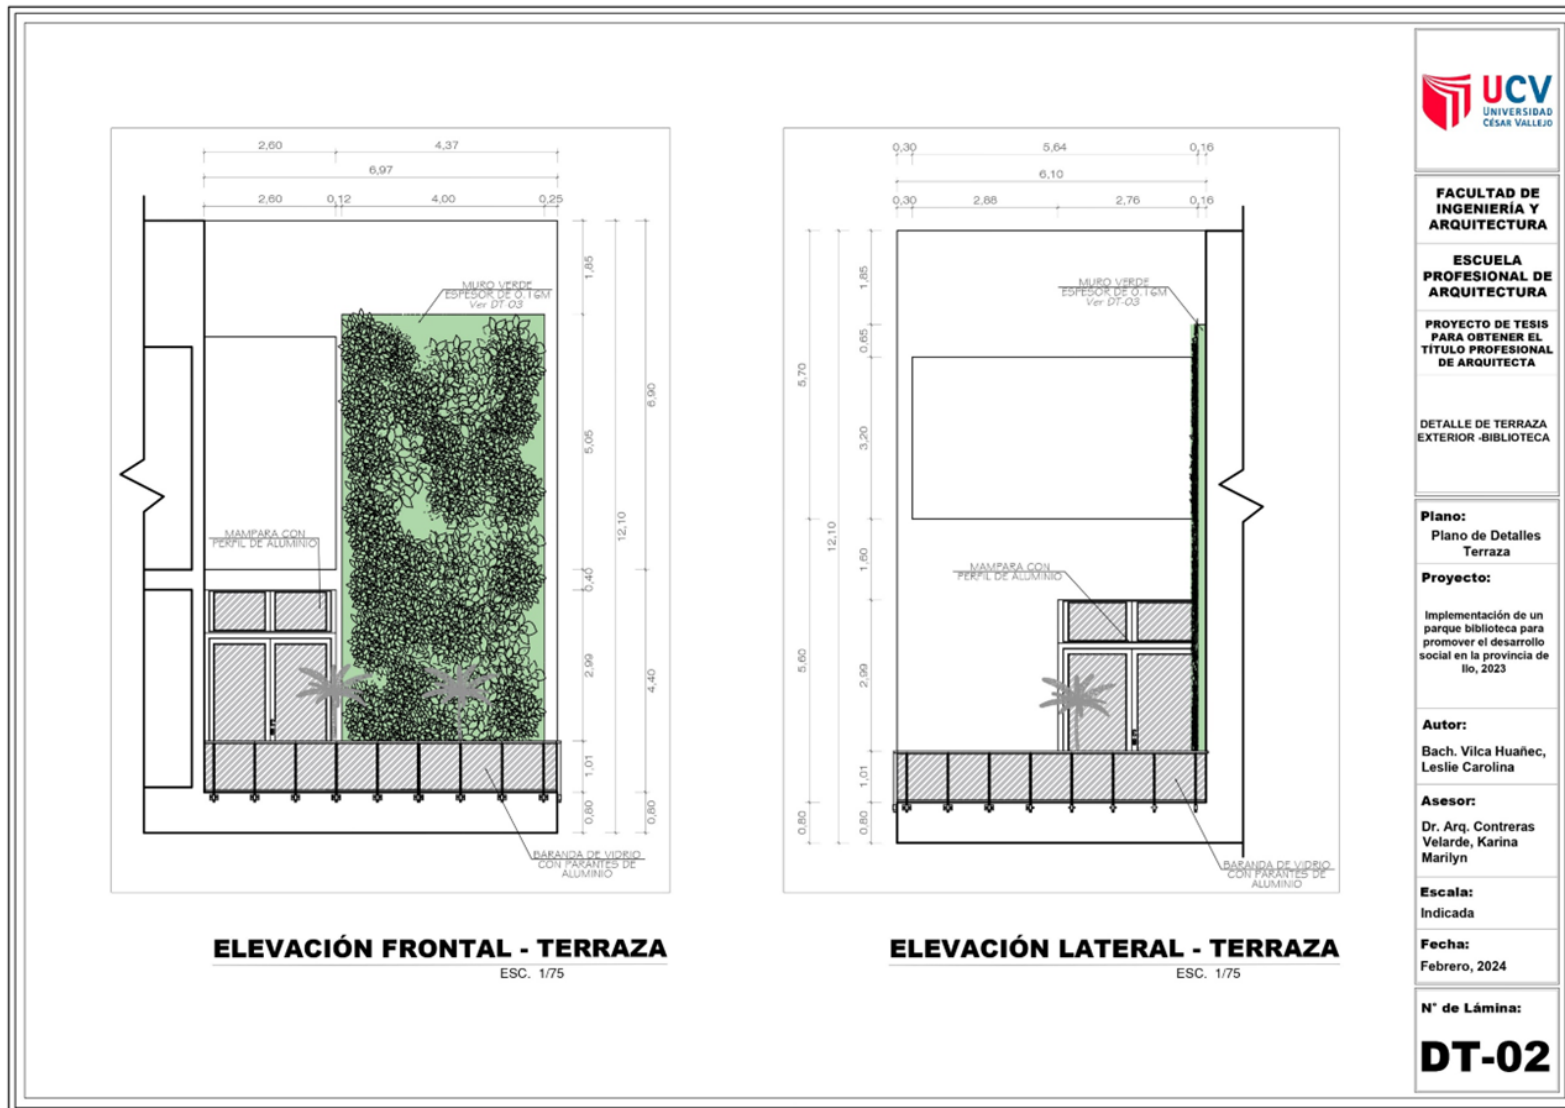 2,60 4,37
6,97
2,60 0,12 4,00 0,25
1,85
MURO VERDE
ESPESOR DE 0.16M
Ver DT-03
5,05
6,90
12,10
MAMPARA CON
PERFIL DE ALUMINIO
0,40
2,99
4,40
1,01
0,80 0,80
BARANDA DE VIDRIO
CON PARANTES DE
ALUMINIO
ELEVACIÓN FRONTAL - TERRAZA
ESC. 1/75
0,30 5,64 0,16
6,10
0,30 2,88 2,76 0,16
1,85
MURO VERDE
ESPESOR DE 0.16M
Ver DT-03
0,65
5,70
3,20
12,10
1,60
MAMPARA CON
PERFIL DE ALUMINIO
5,60
2,99
1,01
0,80 0,80
BARANDA DE VIDRIO
CON PARANTES DE
ALUMINIO
ELEVACIÓN LATERAL - TERRAZA
ESC. 1/75
UCV
UNIVERSIDAD
CÉSAR VALLEJO
FACULTAD DE
INGENIERÍA Y
ARQUITECTURA
ESCUELA
PROFESIONAL DE
ARQUITECTURA
PROYECTO DE TESIS
PARA OBTENER EL
TÍTULO PROFESIONAL
DE ARQUITECTA
DETALLE DE TERRAZA
EXTERIOR -BIBLIOTECA
Plano:
Plano de Detalles
Terraza
Proyecto:
Implementación de un
parque biblioteca para
promover el desarrollo
social en la provincia de
Ilo, 2023
Autor:
Bach. Vilca Huañec,
Leslie Carolina
Asesor:
Dr. Arq. Contreras
Velarde, Karina
Marilyn
Escala:
Indicada
Fecha:
Febrero, 2024
N° de Lámina:
DT-02